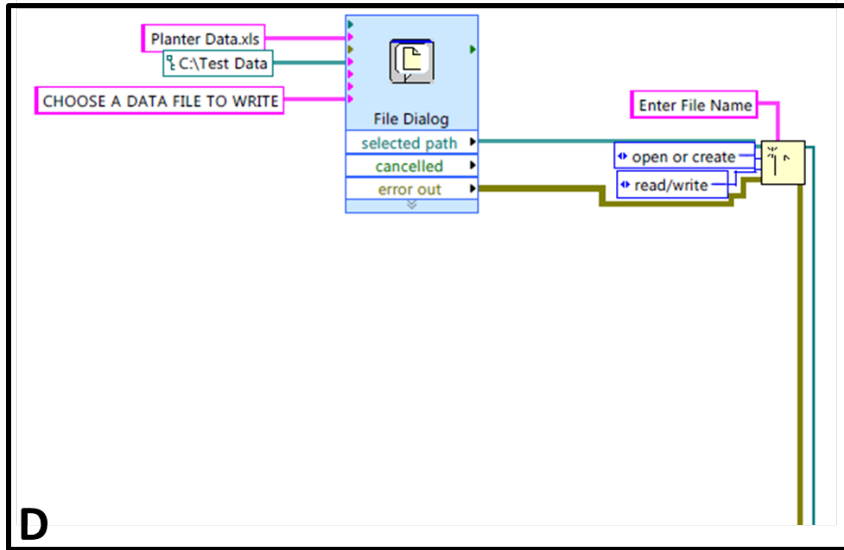 Planter Data.xls
C:\Test Data
CHOOSE A DATA FILE TO WRITE
File Dialog
selected path
cancelled
error out
Enter File Name
open or create
read/write
D